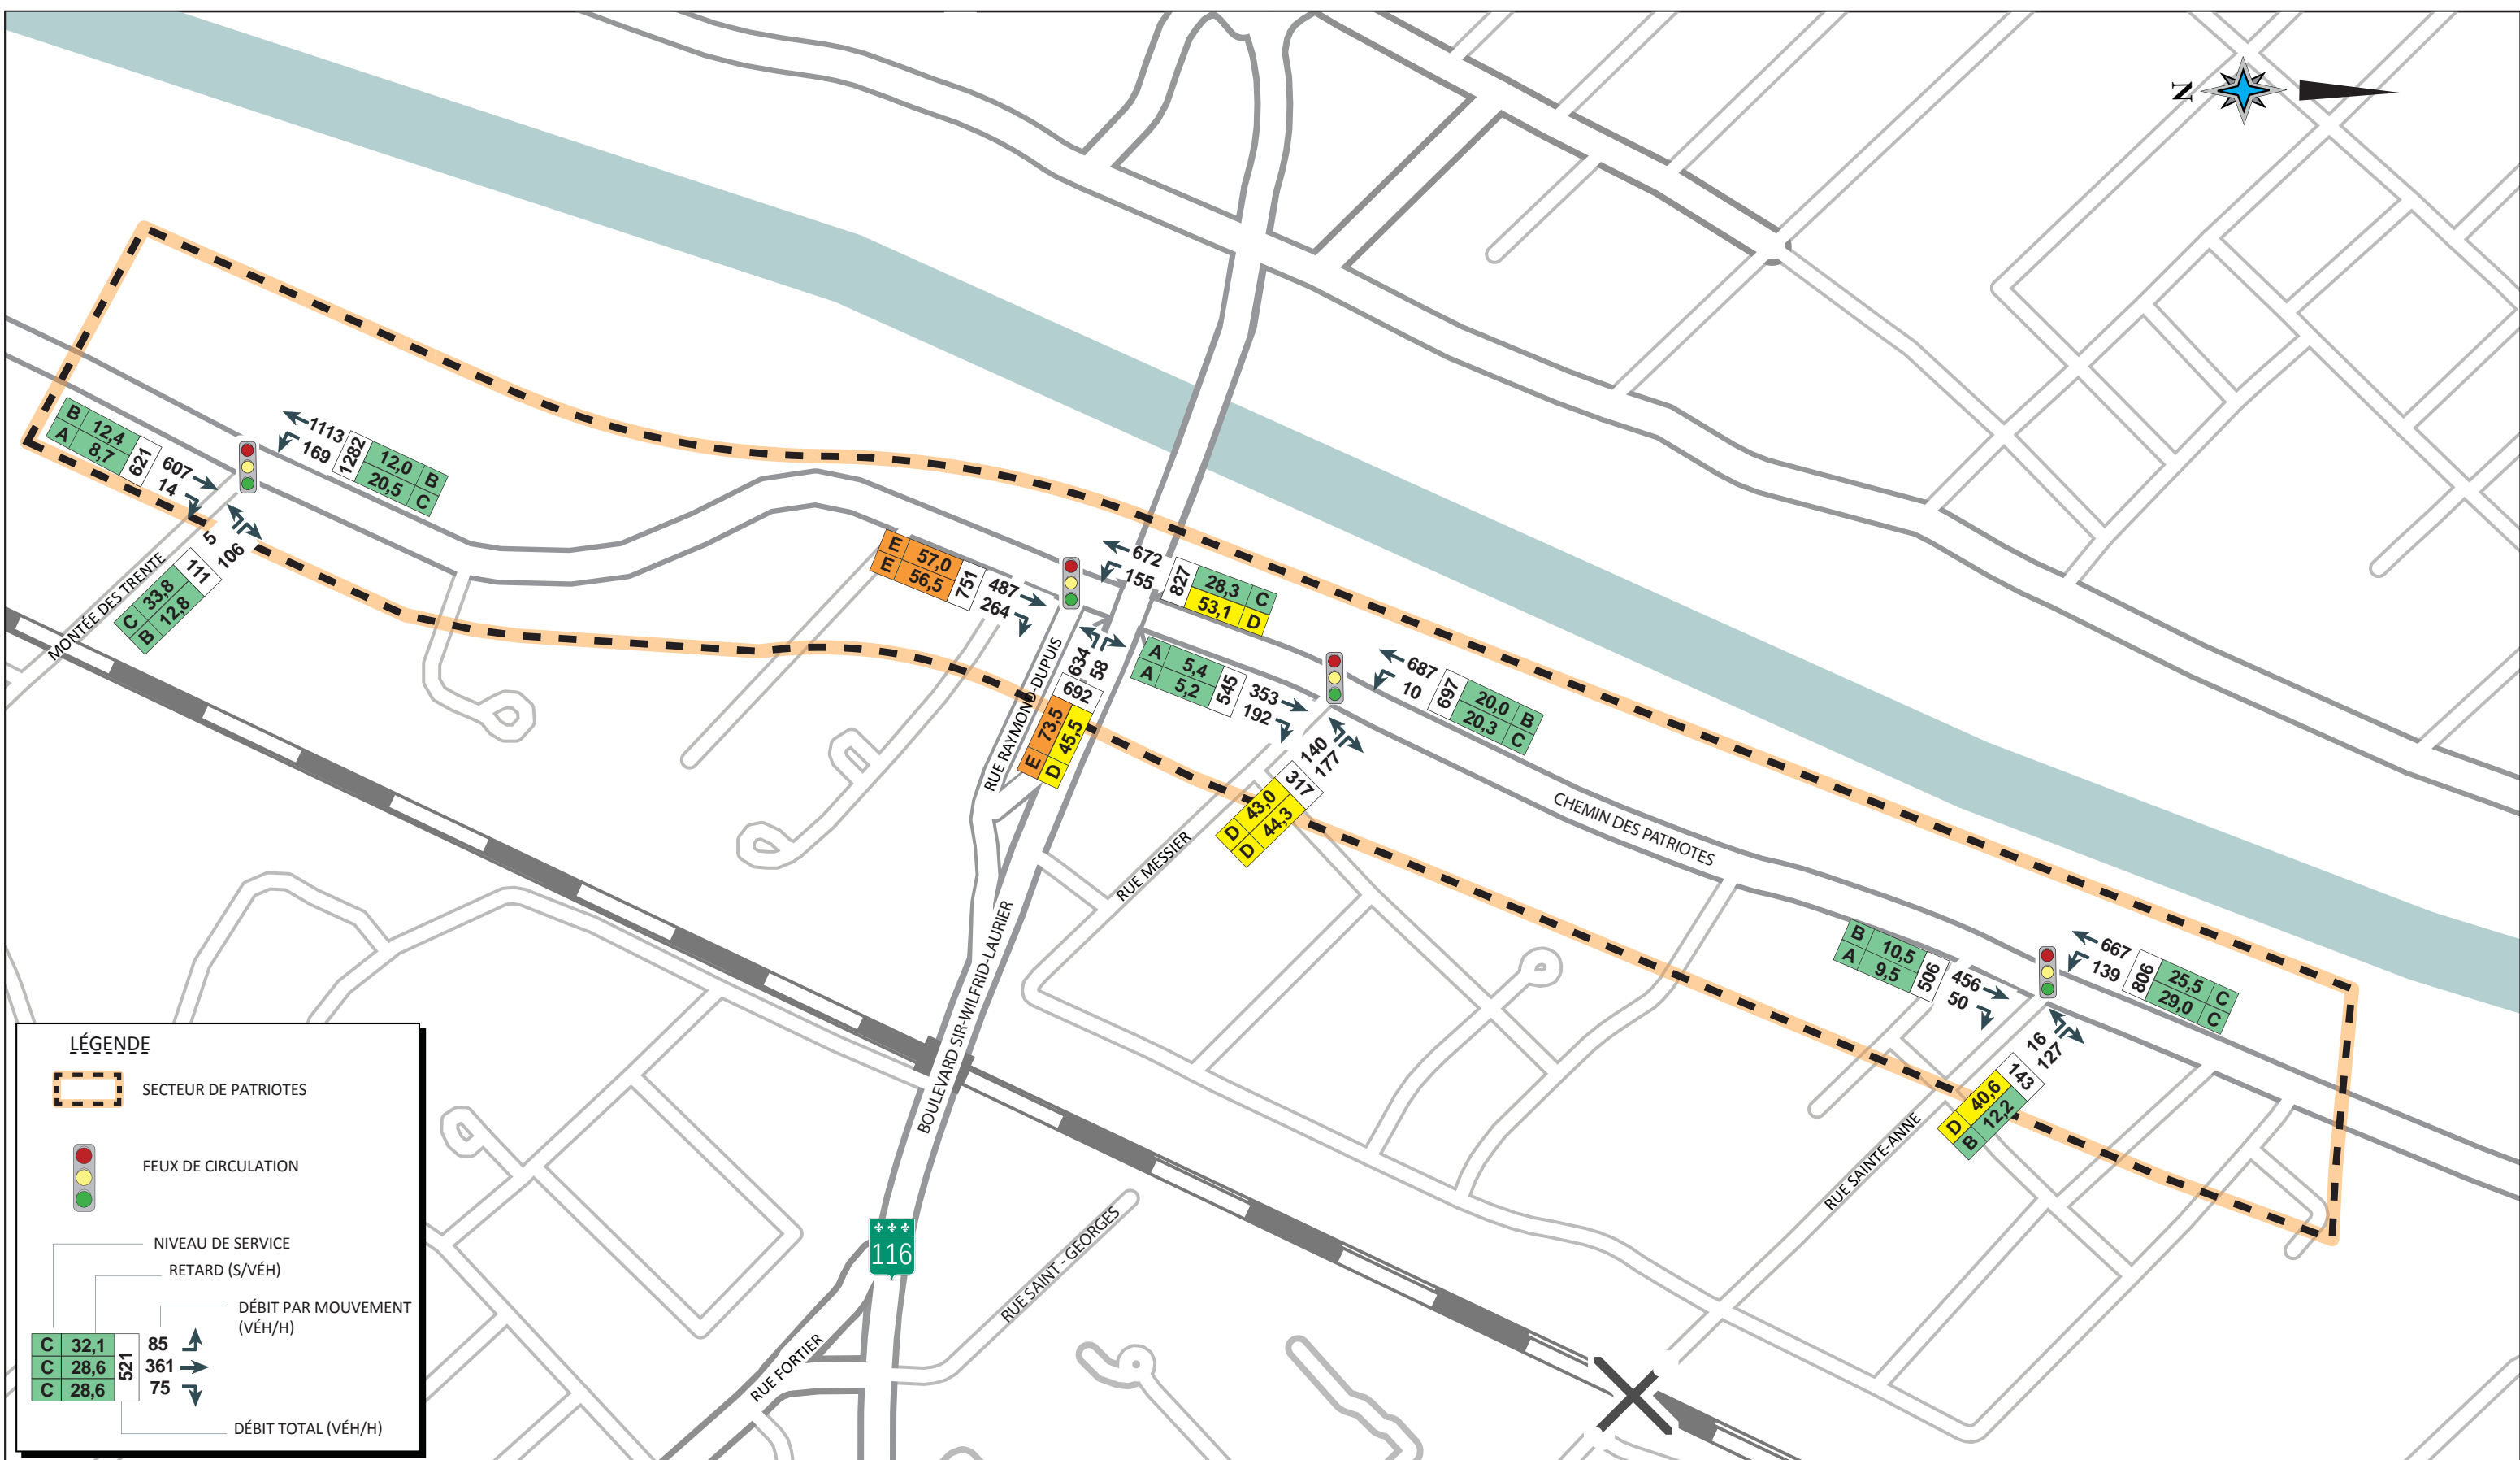 N
B 12,4
A 8,7
621
607
14
1113
169
1282
12,0 B
20,5 C
5
106
111
C 33,8
B 12,8
MONTÉE DES TRENTE
E 57,0
E 56,5
751
487
264
672
155
827
28,3 C
53,1 D
634
58
692
E 73,5
D 45,5
RUE RAYMOND-DUPUIS
A 5,4
A 5,2
545
353
192
687
10
697
20,0 B
20,3 C
140
177
317
D 43,0
D 44,3
RUE MESSIER
CHEMIN DES PATRIOTES
B 10,5
A 9,5
506
456
50
667
139
806
25,5 C
29,0 C
16
127
143
D 40,6
B 12,2
RUE SAINTE-ANNE
BOULEVARD SIR-WILFRID-LAURIER
116
RUE SAINT - GEORGES
RUE FORTIER
LÉGENDE
SECTEUR DE PATRIOTES
FEUX DE CIRCULATION
NIVEAU DE SERVICE
RETARD (S/VÉH)
DÉBIT PAR MOUVEMENT
(VÉH/H)
C 32,1
C 28,6
C 28,6
521
85
361
75
DÉBIT TOTAL (VÉH/H)